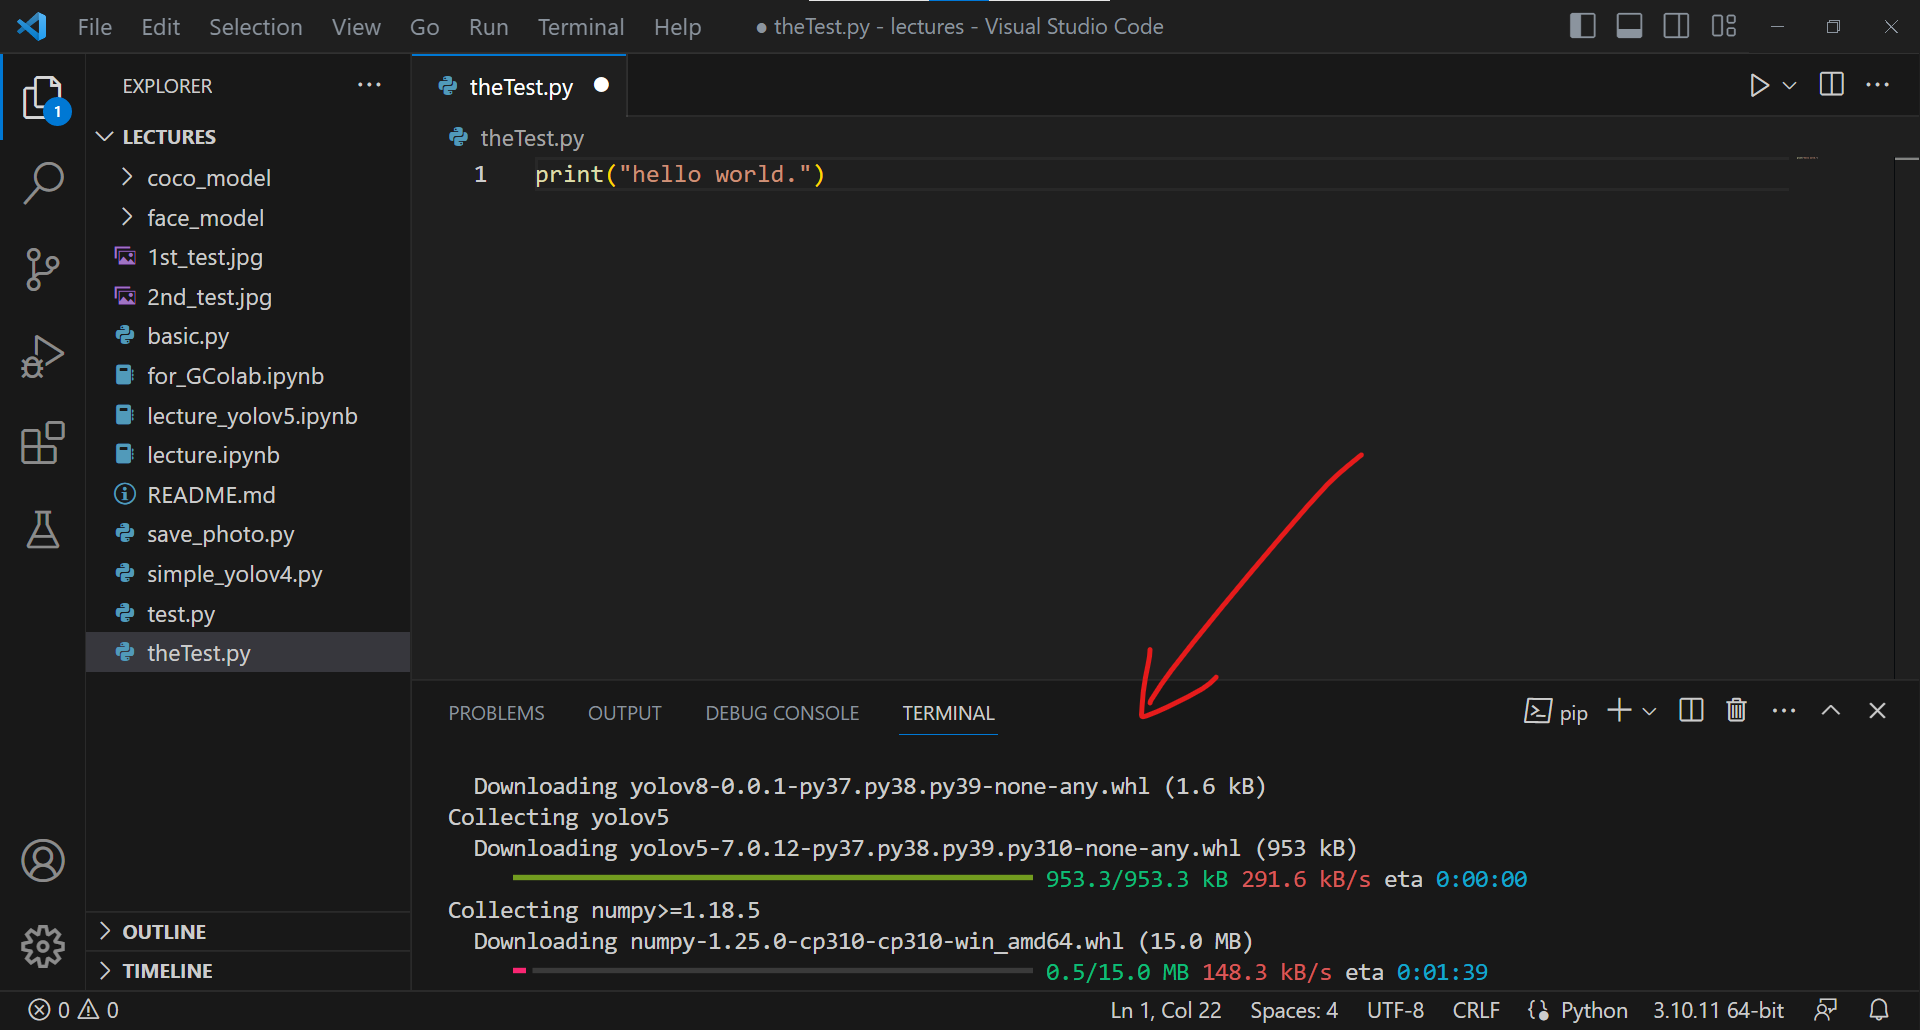 File Edit Selection View Go Run Terminal Help
● theTest.py - lectures - Visual Studio Code
EXPLORER
1
LECTURES
coco_model
face_model
1st_test.jpg
2nd_test.jpg
basic.py
for_GColab.ipynb
lecture_yolov5.ipynb
lecture.ipynb
README.md
save_photo.py
simple_yolov4.py
test.py
theTest.py
OUTLINE
TIMELINE
theTest.py
theTest.py
1 print("hello world.")
PROBLEMS OUTPUT DEBUG CONSOLE TERMINAL
pip
Downloading yolov8-0.0.1-py37.py38.py39-none-any.whl (1.6 kB)
Collecting yolov5
Downloading yolov5-7.0.12-py37.py38.py39.py310-none-any.whl (953 kB)
953.3/953.3 kB 291.6 kB/s eta 0:00:00
Collecting numpy>=1.18.5
Downloading numpy-1.25.0-cp310-cp310-win_amd64.whl (15.0 MB)
0.5/15.0 MB 148.3 kB/s eta 0:01:39
0 0
Ln 1, Col 22 Spaces: 4 UTF-8 CRLF Python 3.10.11 64-bit